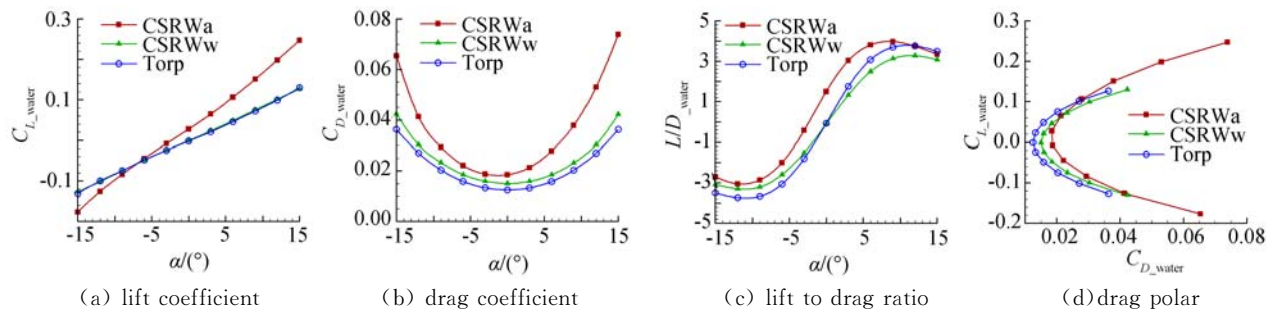 0.3
0.1
-0.1
-15
-5
5
15
C_L_water
α/(°)
CSRWa
CSRWw
Torp
(a) lift coefficient
0.08
0.06
0.04
0.02
0.00
-15
-5
5
15
C_D_water
α/(°)
CSRWa
CSRWw
Torp
(b) drag coefficient
5
3
1
-1
-3
-5
-15
-5
5
15
L/D_water
α/(°)
CSRWa
CSRWw
Torp
(c) lift to drag ratio
0.3
0.2
0.1
0.0
-0.1
-0.2
0.02
0.04
0.06
0.08
C_L_water
C_D_water
CSRWa
CSRWw
Torp
(d)drag polar